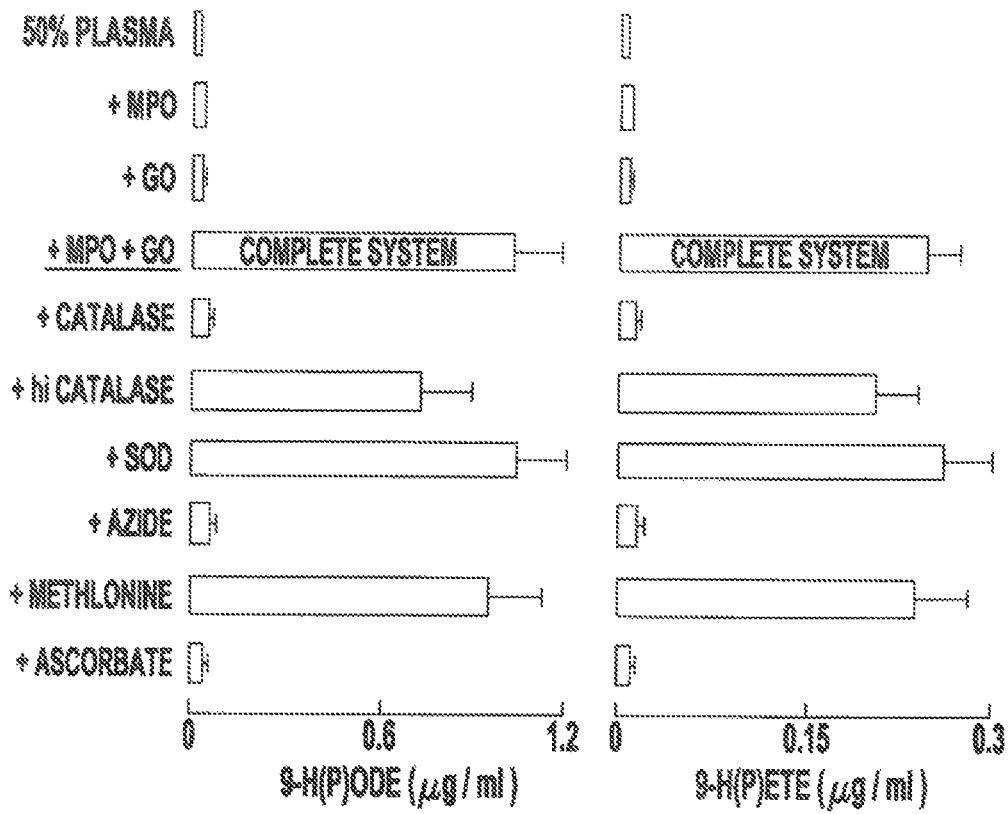 50% PLASMA
+ MPO
+ GO
+ MPO + GO
COMPLETE SYSTEM
COMPLETE SYSTEM
+ CATALASE
+ hi CATALASE
+ SOD
+ AZIDE
+ METHLONINE
+ ASCORBATE
0
0.6
1.2
0
0.15
0.3
9-H(P)ODE (μg / ml)
9-H(P)ETE (μg / ml)